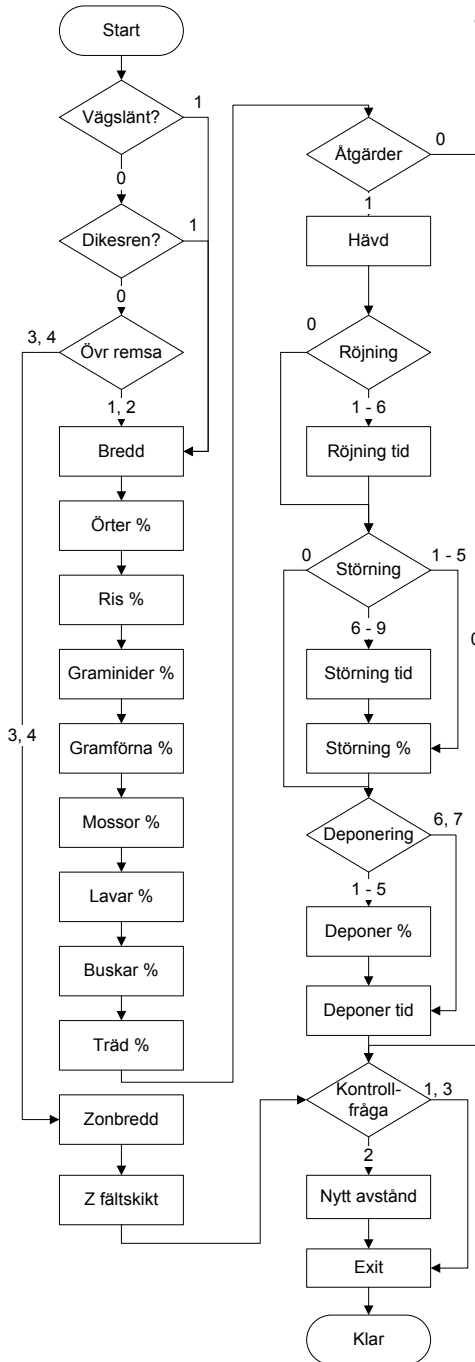 Start
Vägslänt?
1
0
Dikesren?
1
0
3, 4
Övr remsa
1, 2
Bredd
Örter %
Ris %
Graminider %
3, 4
Gramförna %
Mossor %
Lavar %
Buskar %
Träd %
Zonbredd
Z fältskikt
Åtgärder
0
1
Hävd
0
Röjning
1 - 6
Röjning tid
0
Störning
1 - 5
6 - 9
0
Störning tid
Störning %
Deponering
6, 7
1 - 5
Deponer %
Deponer tid
Kontroll-
fråga
1, 3
2
Nytt avstånd
Exit
Klar